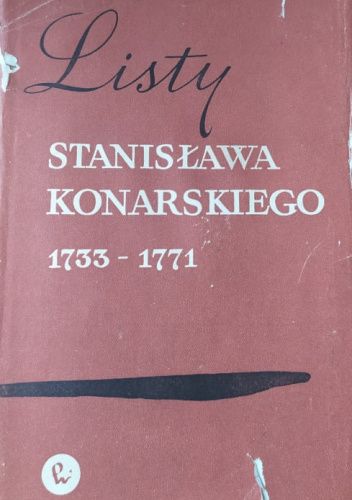 Listy
STANISŁAWA
KONARSKIEGO
1733 - 1771